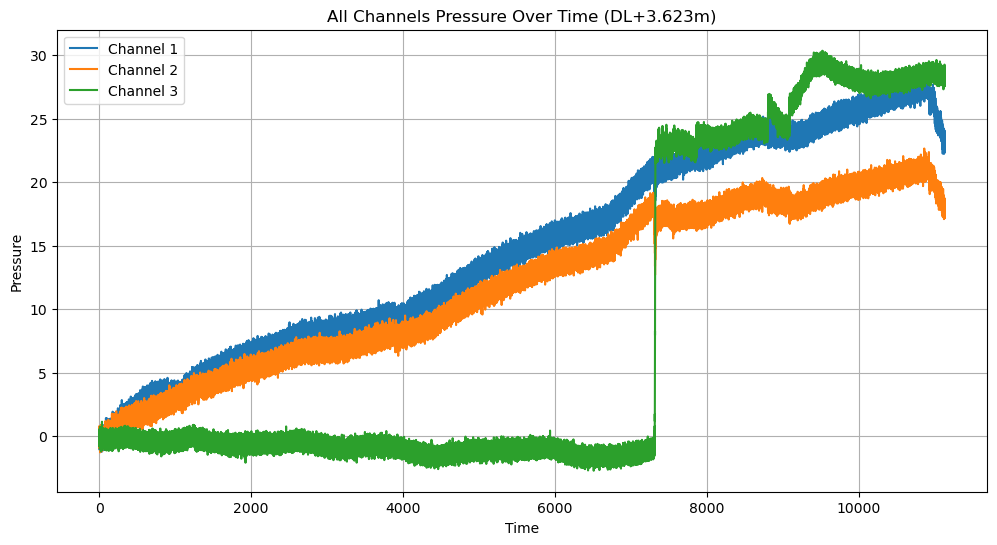 All Channels Pressure Over Time (DL+3.623m)
Channel 1
Channel 2
Channel 3
Pressure
30
25
20
15
10
5
0
0 2000 4000 6000 8000 10000
Time